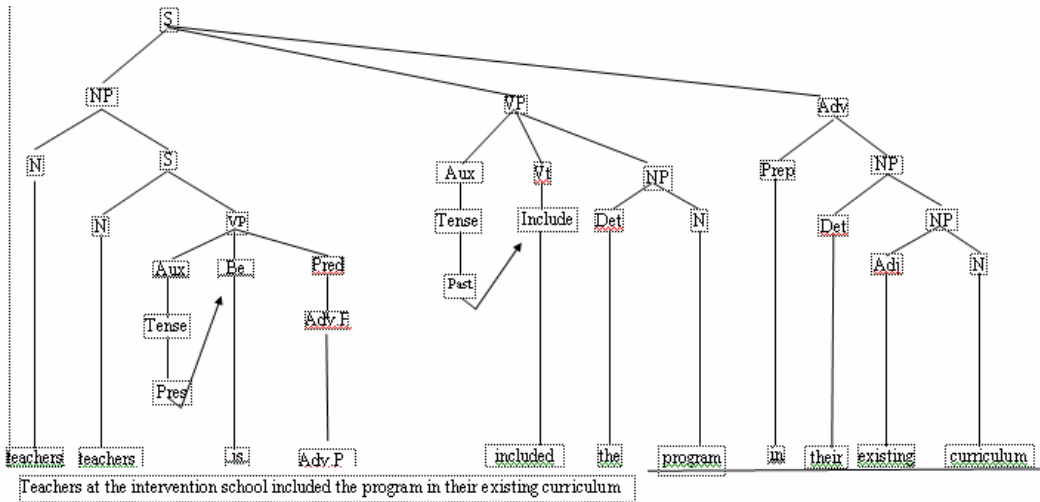 S
NP VP Adv
N S Aux Vt NP Prep NP
N VP Tense Include Det N Det NP
Aux Be Pred Past Adj N
Tense Adv.P
Pres
teachers teachers is Adv.P included the program in their existing curriculum
Teachers at the intervention school included the program in their existing curriculum